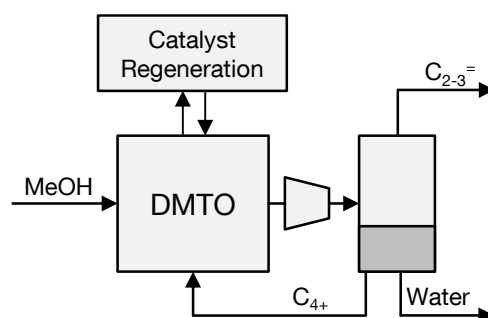 Catalyst
Regeneration
C₂₋₃⁼
MeOH
DMTO
C₄₊
Water